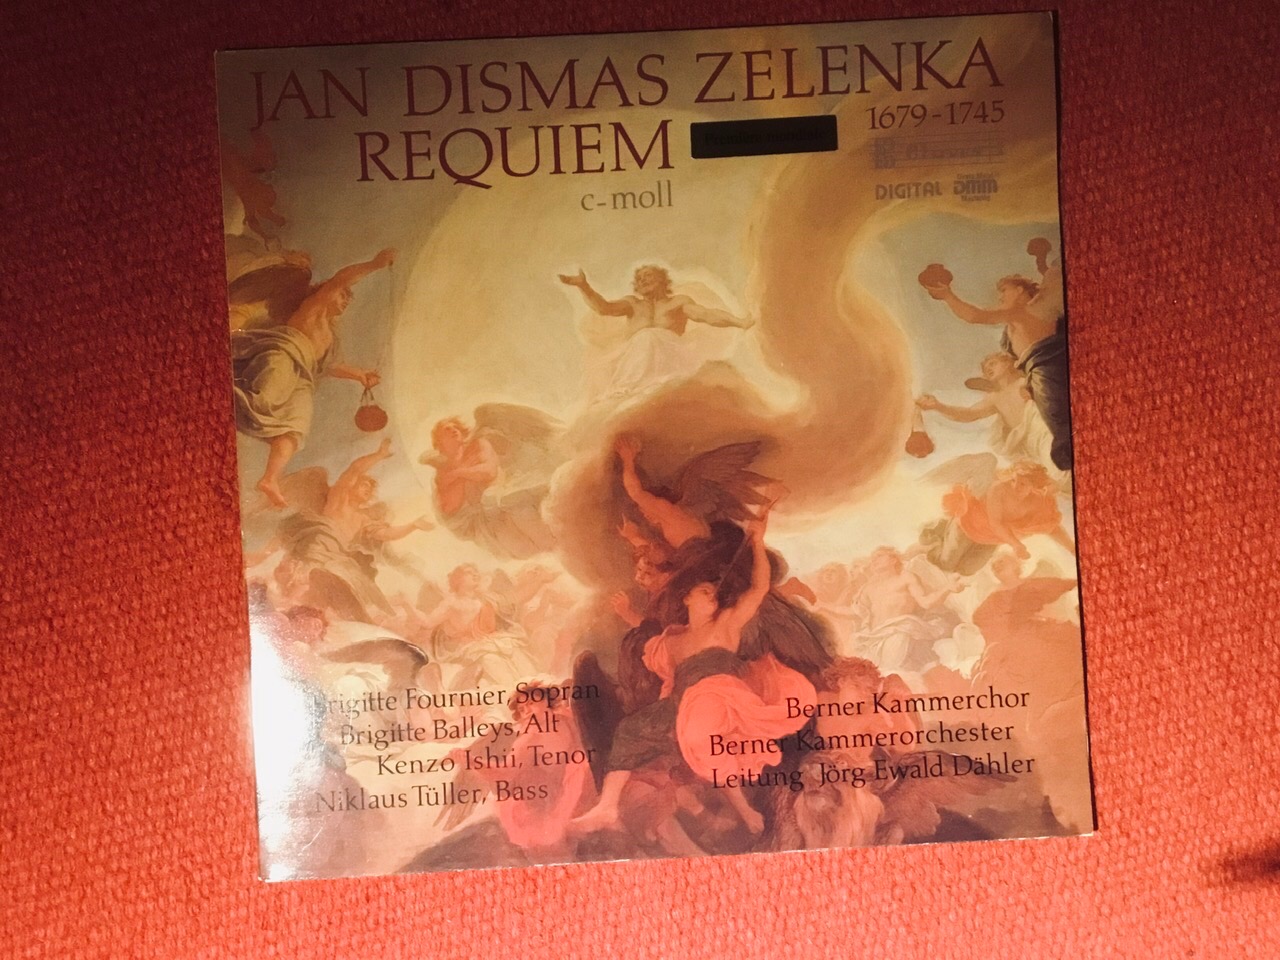 JAN DISMAS ZELENKA
REQUIEM
1679-1745
c-moll
Claves
DIGITAL DMM
Brigitte Fournier, Sopran
Brigitte Balleys, Alt
Kenzo Ishii, Tenor
Niklaus Tüller, Bass
Berner Kammerchor
Berner Kammerorchester
Leitung Jörg Ewald Dähler